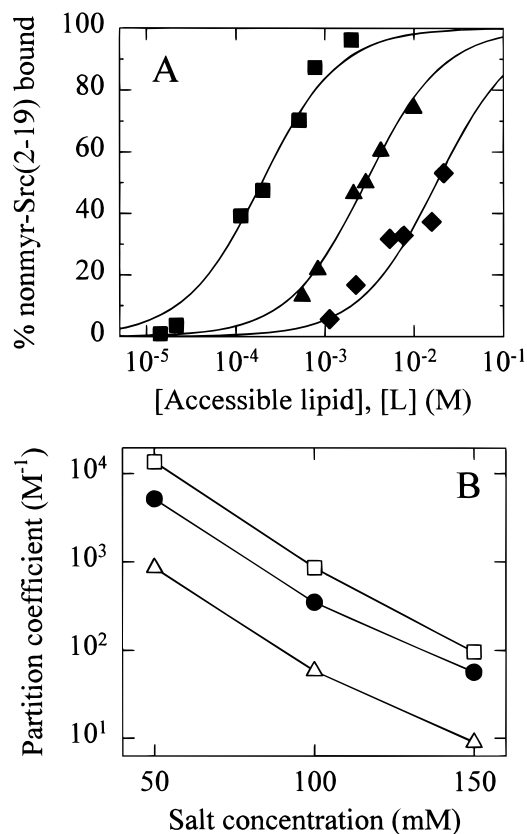 100
A
80
60
40
20
0
% nonmyr-Src(2-19) bound
10⁻⁵ 10⁻⁴ 10⁻³ 10⁻² 10⁻¹
[Accessible lipid], [L] (M)
10⁴
B
10³
10²
10¹
Partition coefficient (M⁻¹)
50 100 150
Salt concentration (mM)